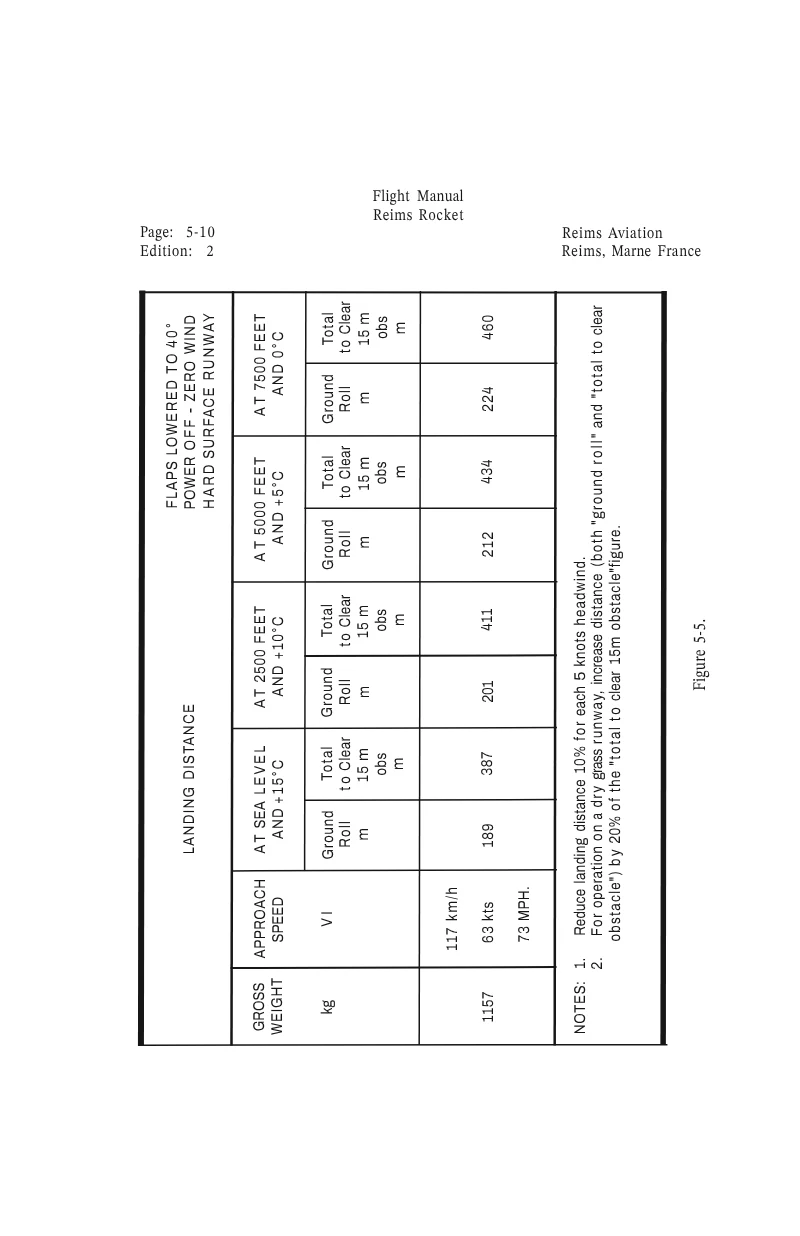 Flight Manual
Reims Rocket
Page: 5-10
Edition: 2
Reims Aviation
Reims, Marne France
LANDING DISTANCE
FLAPS LOWERED TO 40°
POWER OFF - ZERO WIND
HARD SURFACE RUNWAY
GROSS
WEIGHT
APPROACH
SPEED
AT SEA LEVEL
AND +15°C
AT 2500 FEET
AND +10°C
AT 5000 FEET
AND +5°C
AT 7500 FEET
AND 0°C
kg
VI
Ground
Roll
m
Total
to Clear
15 m
obs
m
Ground
Roll
m
Total
to Clear
15 m
obs
m
Ground
Roll
m
Total
to Clear
15 m
obs
m
Ground
Roll
m
Total
to Clear
15 m
obs
m
1157
117 km/h
63 kts
73 MPH.
189
387
201
411
212
434
224
460
NOTES: 1. Reduce landing distance 10% for each 5 knots headwind.
2. For operation on a dry grass runway, increase distance (both "ground roll" and "total to clear
obstacle") by 20% of the "total to clear 15m obstacle"figure.
Figure 5-5.